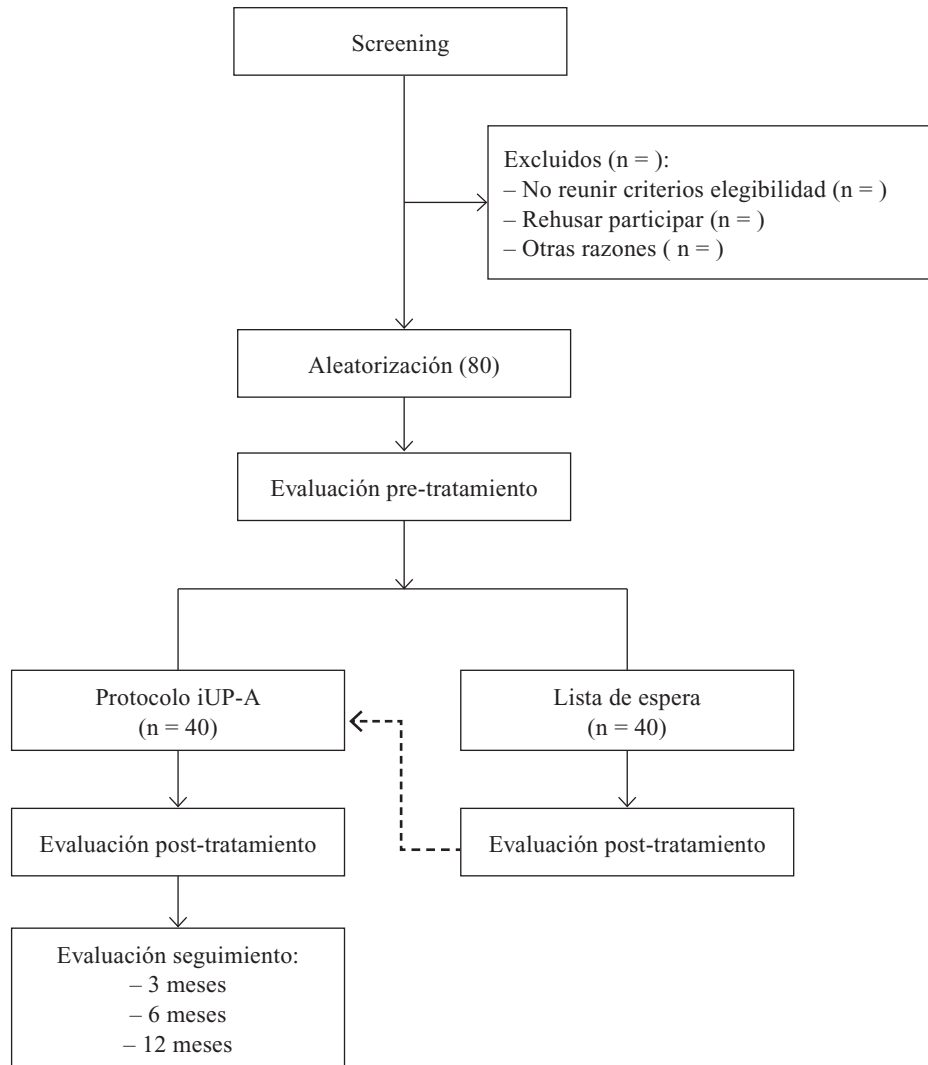 Screening
Excluidos (n = ):
– No reunir criterios elegibilidad (n = )
– Rehusar participar (n = )
– Otras razones ( n = )
Aleatorización (80)
Evaluación pre-tratamiento
Protocolo iUP-A
(n = 40)
Lista de espera
(n = 40)
Evaluación post-tratamiento
Evaluación post-tratamiento
Evaluación seguimiento:
– 3 meses
– 6 meses
– 12 meses